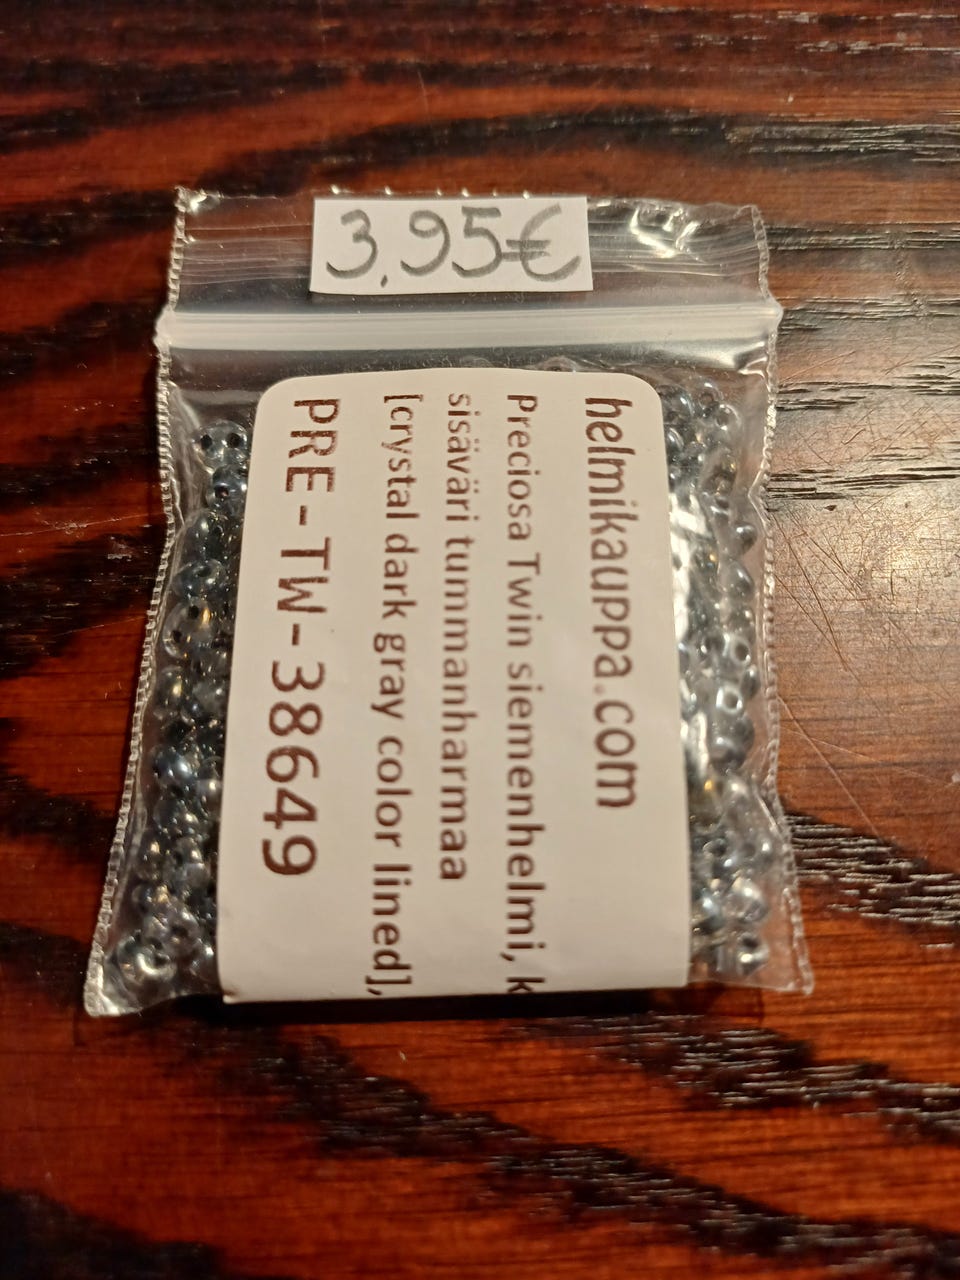 3.95€
helmikauppa.com
Preciosa Twin siemenhelmi, k
sisäväri tummanharmaa
[crystal dark gray color lined],
PRE-TW-38649